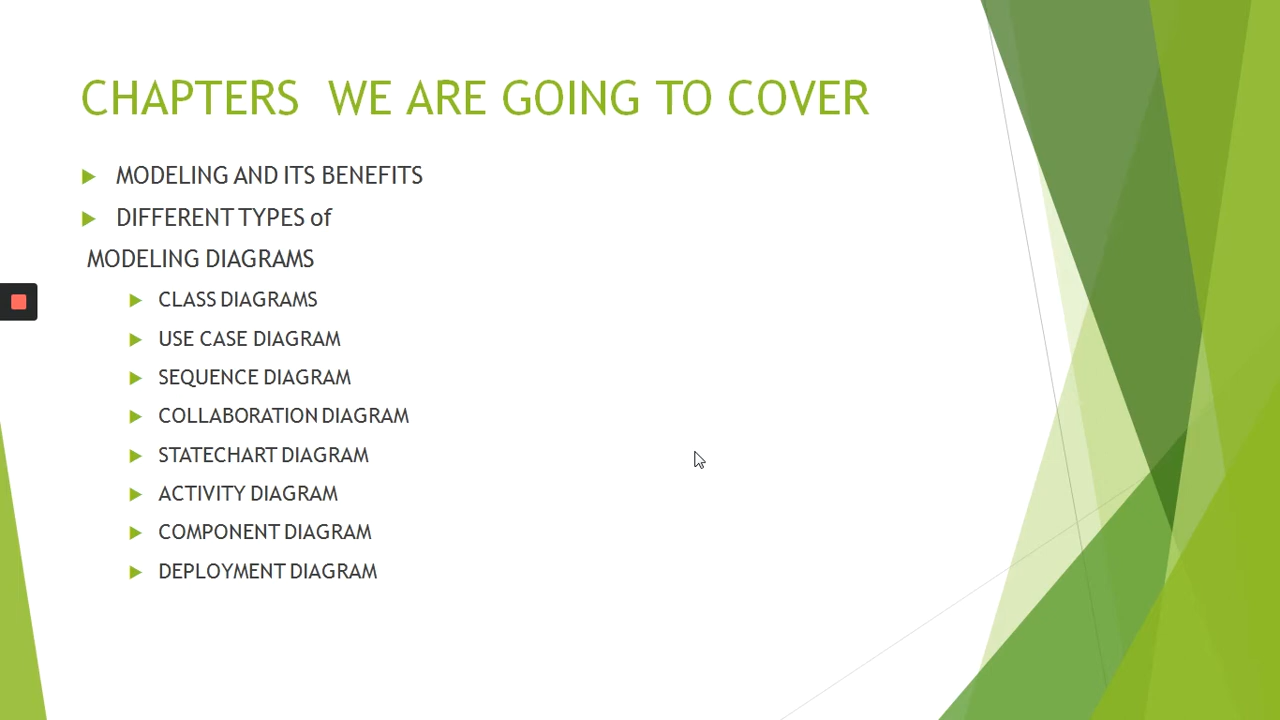 CHAPTERS WE ARE GOING TO COVER
MODELING AND ITS BENEFITS
DIFFERENT TYPES of
MODELING DIAGRAMS
CLASS DIAGRAMS
USE CASE DIAGRAM
SEQUENCE DIAGRAM
COLLABORATION DIAGRAM
STATECHART DIAGRAM
ACTIVITY DIAGRAM
COMPONENT DIAGRAM
DEPLOYMENT DIAGRAM